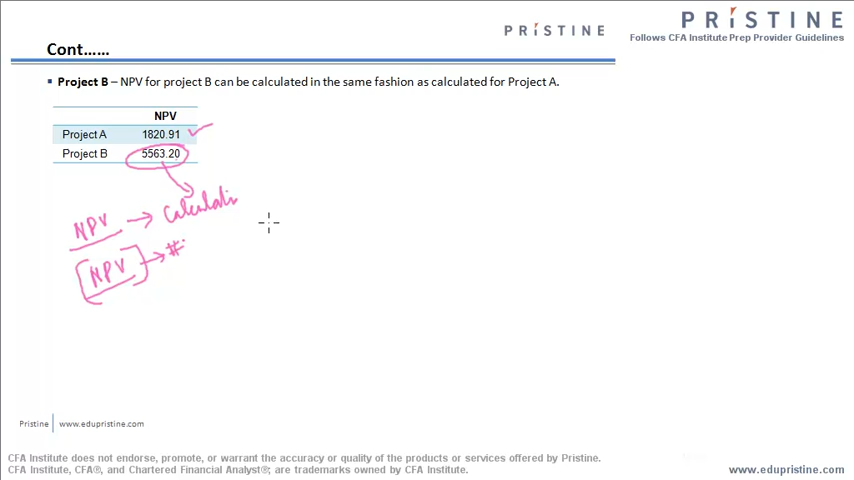 PRISTINE
PRISTINE
Follows CFA Institute Prep Provider Guidelines
Cont……
▪ Project B – NPV for project B can be calculated in the same fashion as calculated for Project A.
NPV
Project A 1820.91
Project B 5563.20
NPV → Calculati
[NPV] → #
Pristine | www.edupristine.com
CFA Institute does not endorse, promote, or warrant the accuracy or quality of the products or services offered by Pristine.
CFA Institute, CFA®, and Chartered Financial Analyst®; are trademarks owned by CFA Institute.
www.edupristine.com